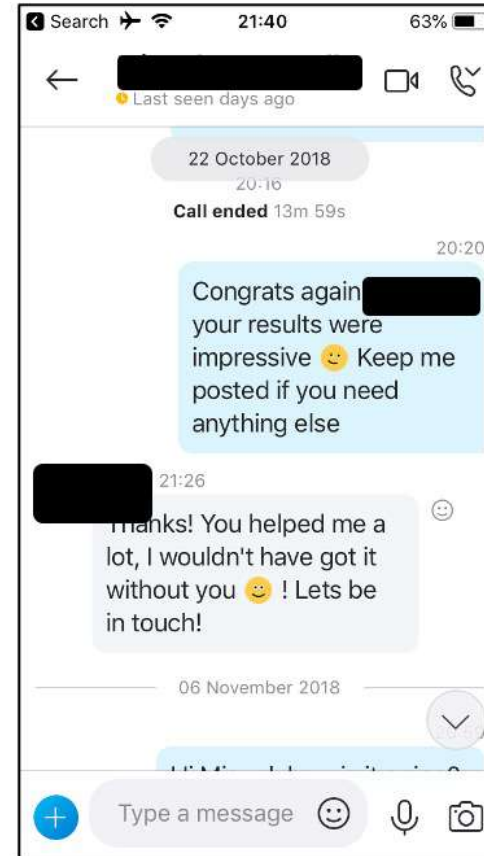 Search 21:40 63%
Last seen days ago
22 October 2018
20:16
Call ended 13m 59s
20:20
Congrats again
your results were
impressive 🙂 Keep me
posted if you need
anything else
21:26
Thanks! You helped me a
lot, I wouldn't have got it
without you 🙂 ! Lets be
in touch!
06 November 2018
Type a message